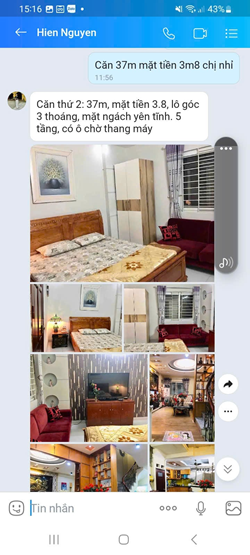 15:16
43%
Hien Nguyen
Căn 37m mặt tiền 3m8 chị nhỉ
11:56
Căn thứ 2: 37m, mặt tiền 3.8, lô góc
3 thoáng, mặt ngách yên tĩnh. 5
tầng, có ô chờ thang máy
Tin nhắn